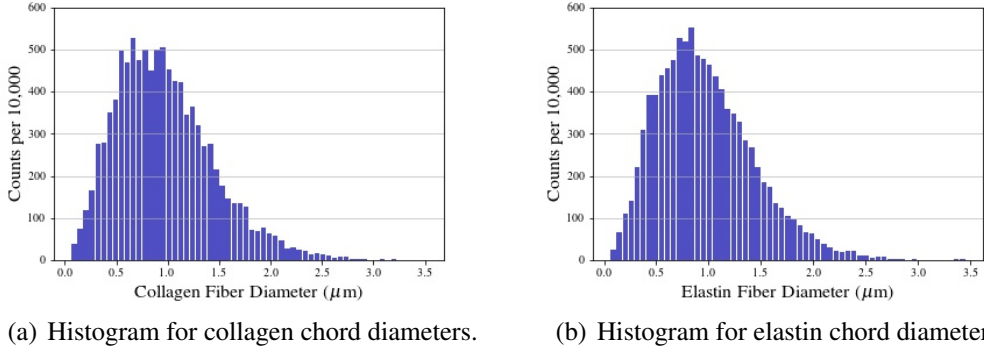 600
500
400
300
200
100
0
Counts per 10,000
0.0 0.5 1.0 1.5 2.0 2.5 3.0 3.5
Collagen Fiber Diameter (μm)
(a) Histogram for collagen chord diameters.
600
500
400
300
200
100
0
Counts per 10,000
0.0 0.5 1.0 1.5 2.0 2.5 3.0 3.5
Elastin Fiber Diameter (μm)
(b) Histogram for elastin chord diameter